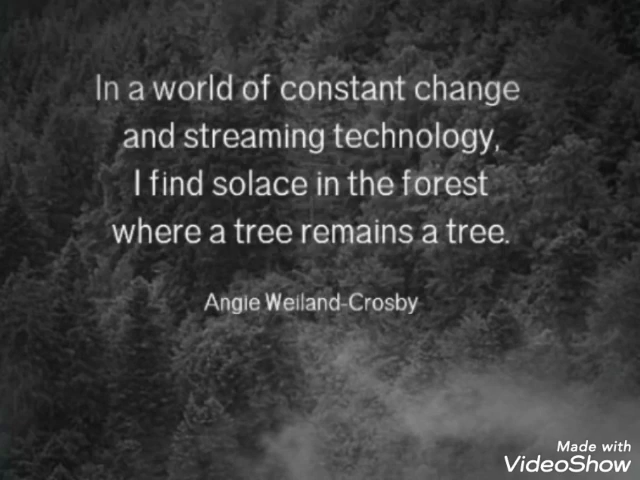 In a world of constant change
and streaming technology,
I find solace in the forest
where a tree remains a tree.
Angie Weiland-Crosby
Made with
VideoShow